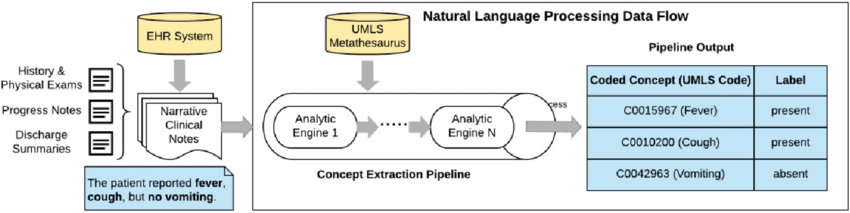 Natural Language Processing Data Flow
EHR System
UMLS
Metathesaurus
Pipeline Output
History &
Physical Exams
Progress Notes
Discharge
Summaries
Narrative
Clinical
Notes
Analytic
Engine 1
Analytic
Engine N
Concept Extraction Pipeline
Coded Concept (UMLS Code) Label
C0015967 (Fever) present
C0010200 (Cough) present
C0042963 (Vomiting) absent
The patient reported fever,
cough, but no vomiting.